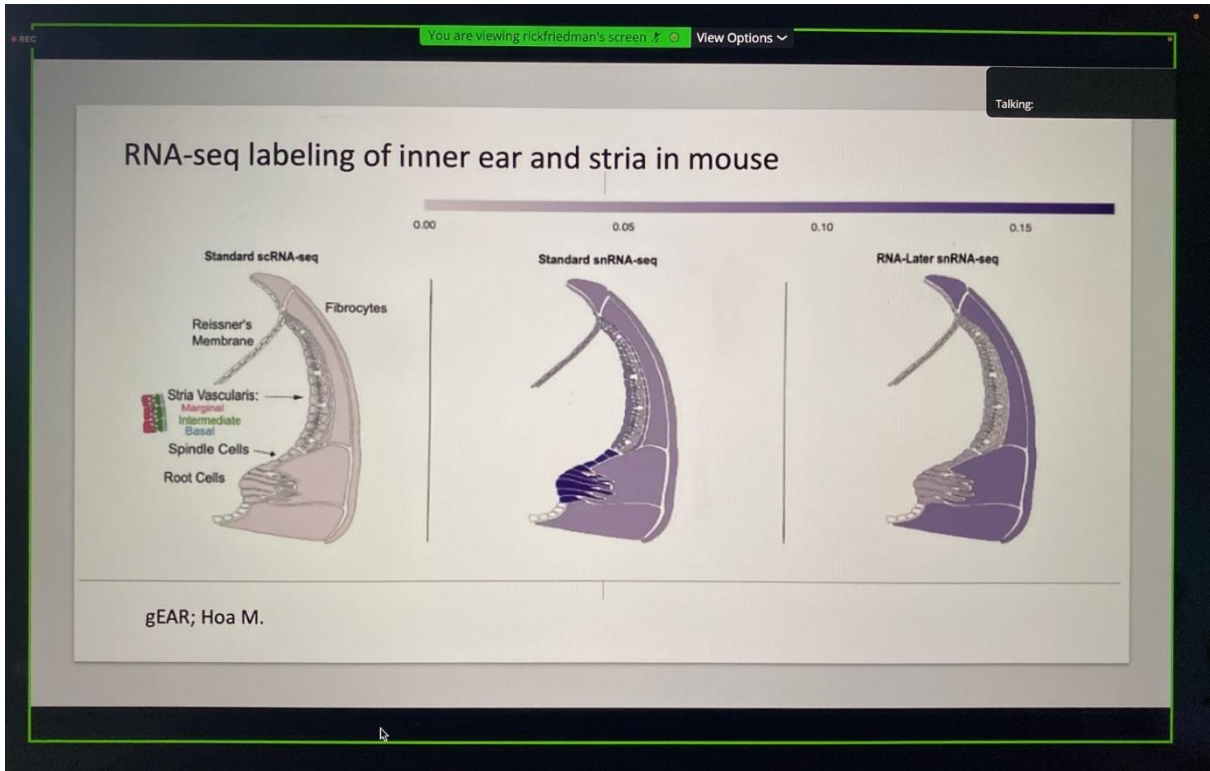 REC
You are viewing rickfriedman's screen
View Options
Talking:
RNA-seq labeling of inner ear and stria in mouse
0.00 0.05 0.10 0.15
Standard scRNA-seq
Standard snRNA-seq
RNA-Later snRNA-seq
Fibrocytes
Reissner's
Membrane
Stria Vascularis:
Marginal
Intermediate
Basal
Spindle Cells
Root Cells
gEAR; Hoa M.